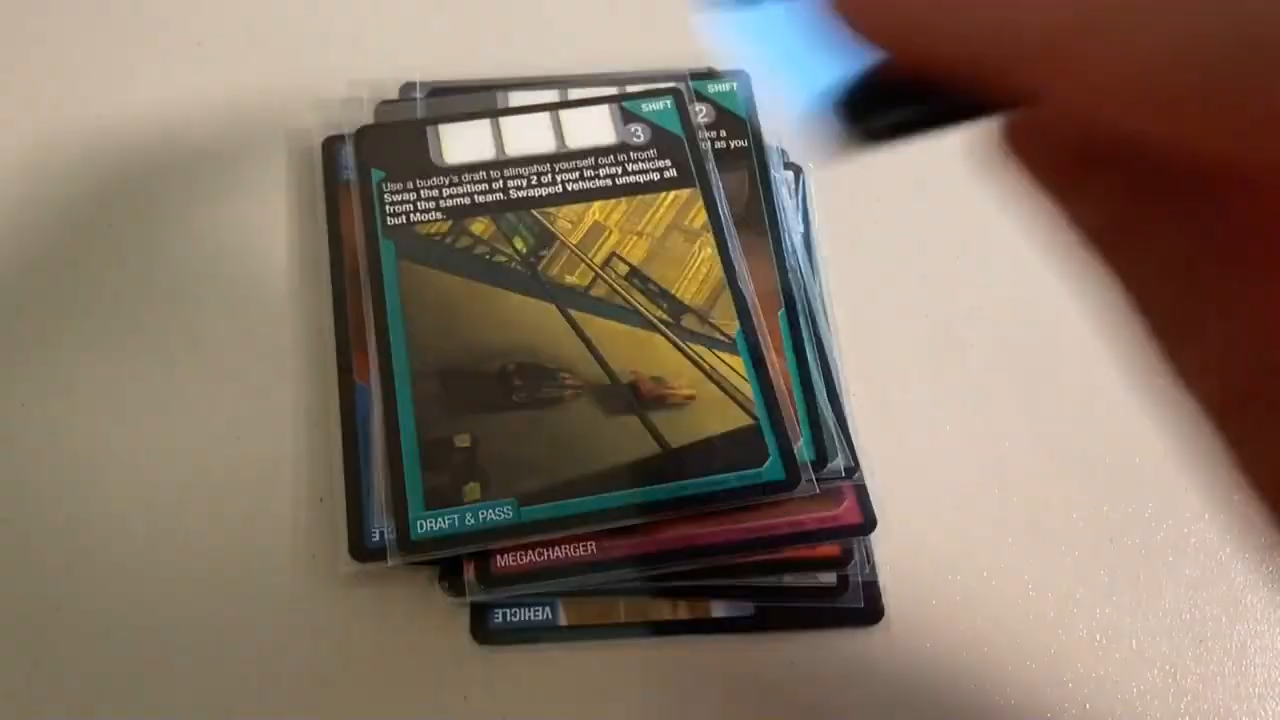 SHIFT
2
SHIFT
3
as you
Use a buddy's draft to slingshot yourself out in front!
Swap the position of any 2 of your in-play Vehicles
from the same team. Swapped Vehicles unequip all
but Mods.
DRAFT & PASS
MEGACHARGER
VEHICLE